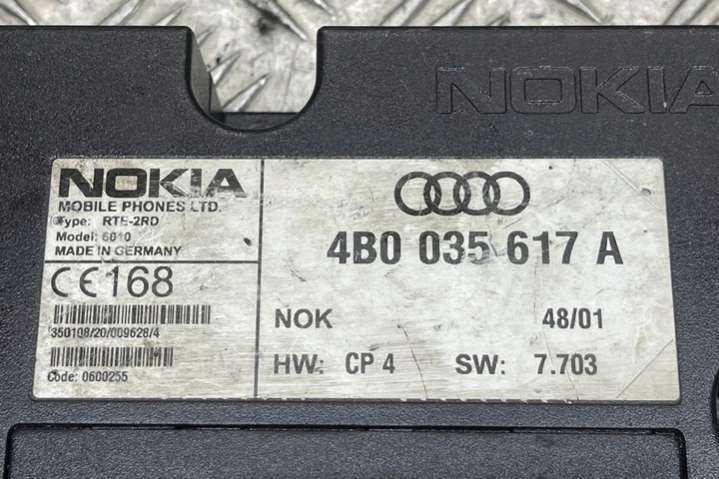 NOKIA
NOKIA
MOBILE PHONES LTD.
Type: RTE-2RD
Model: 6010
MADE IN GERMANY
CE168
350108/20/009628/4
Code: 0600255
4B0 035 617 A
NOK 48/01
HW: CP 4 SW: 7.703